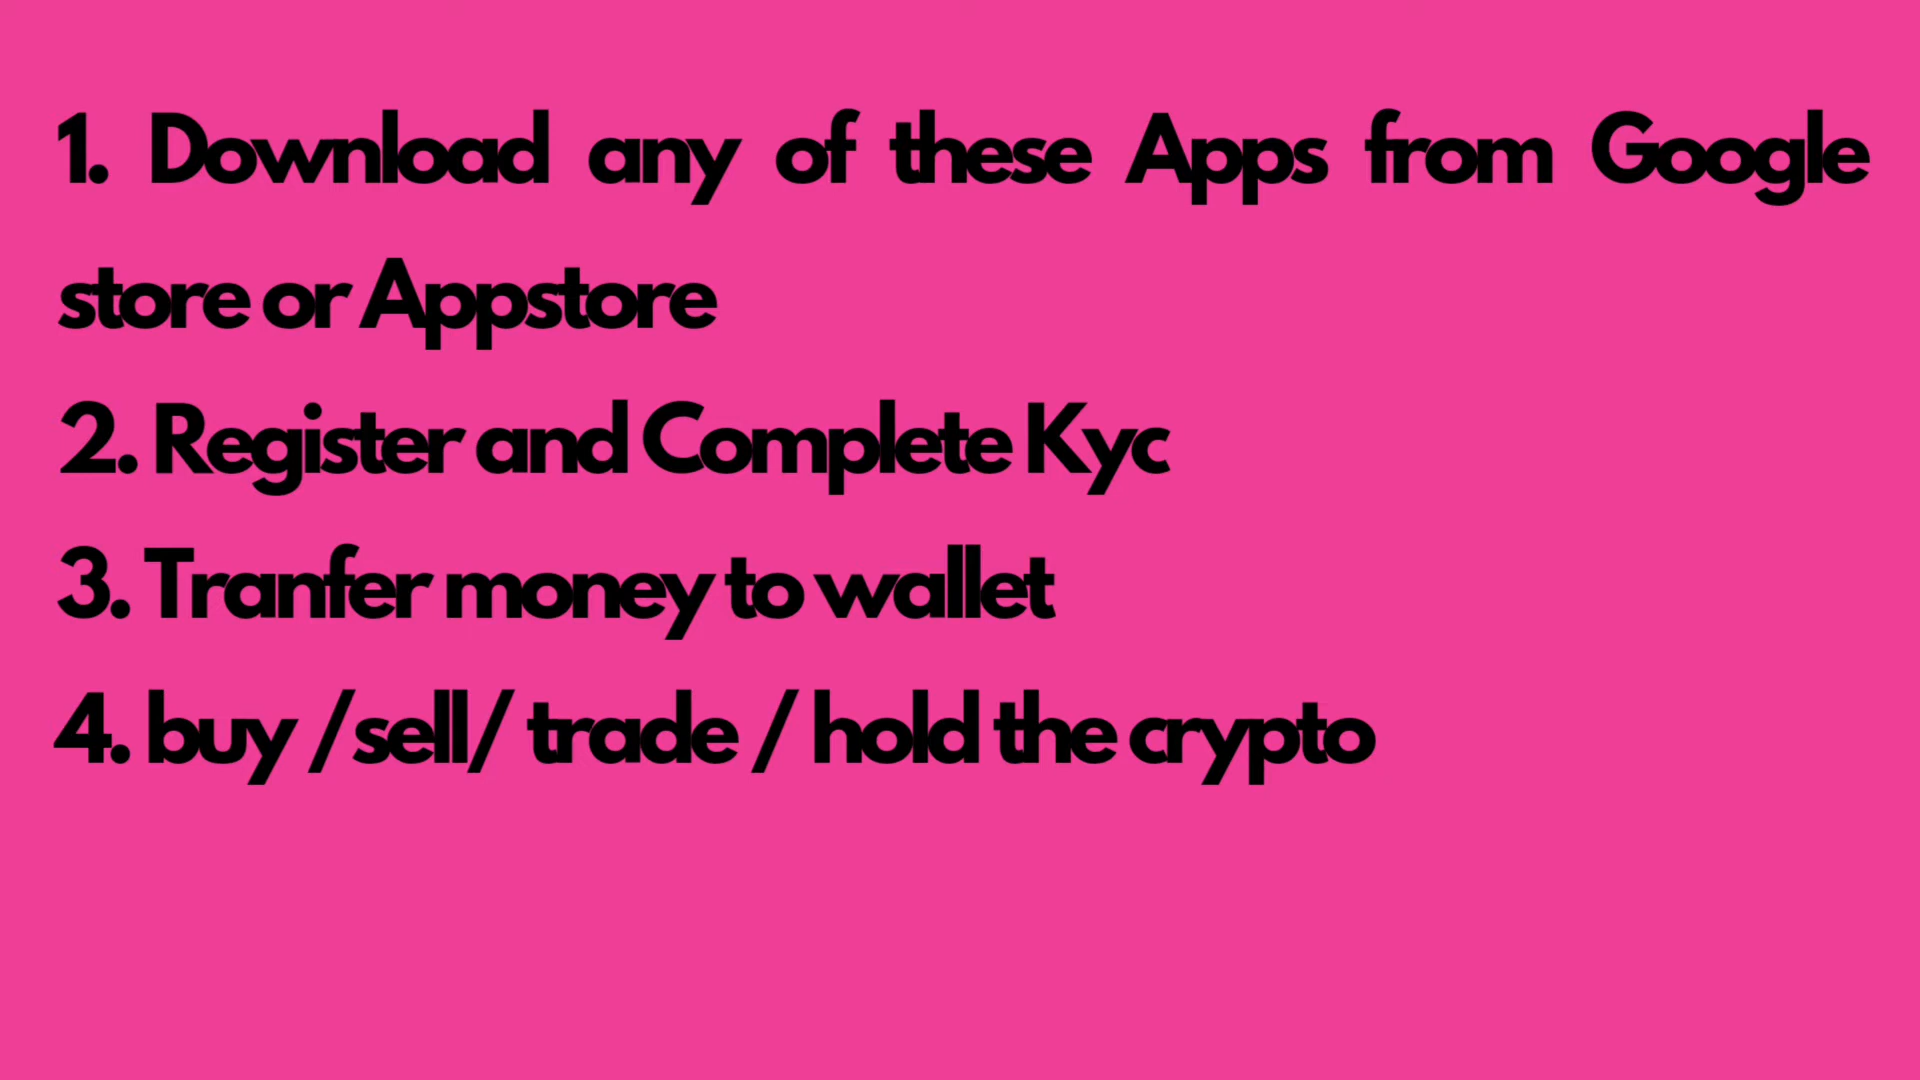 1. Download any of these Apps from Google
store or Appstore
2. Register and Complete Kyc
3. Tranfer money to wallet
4. buy /sell/ trade / hold the crypto